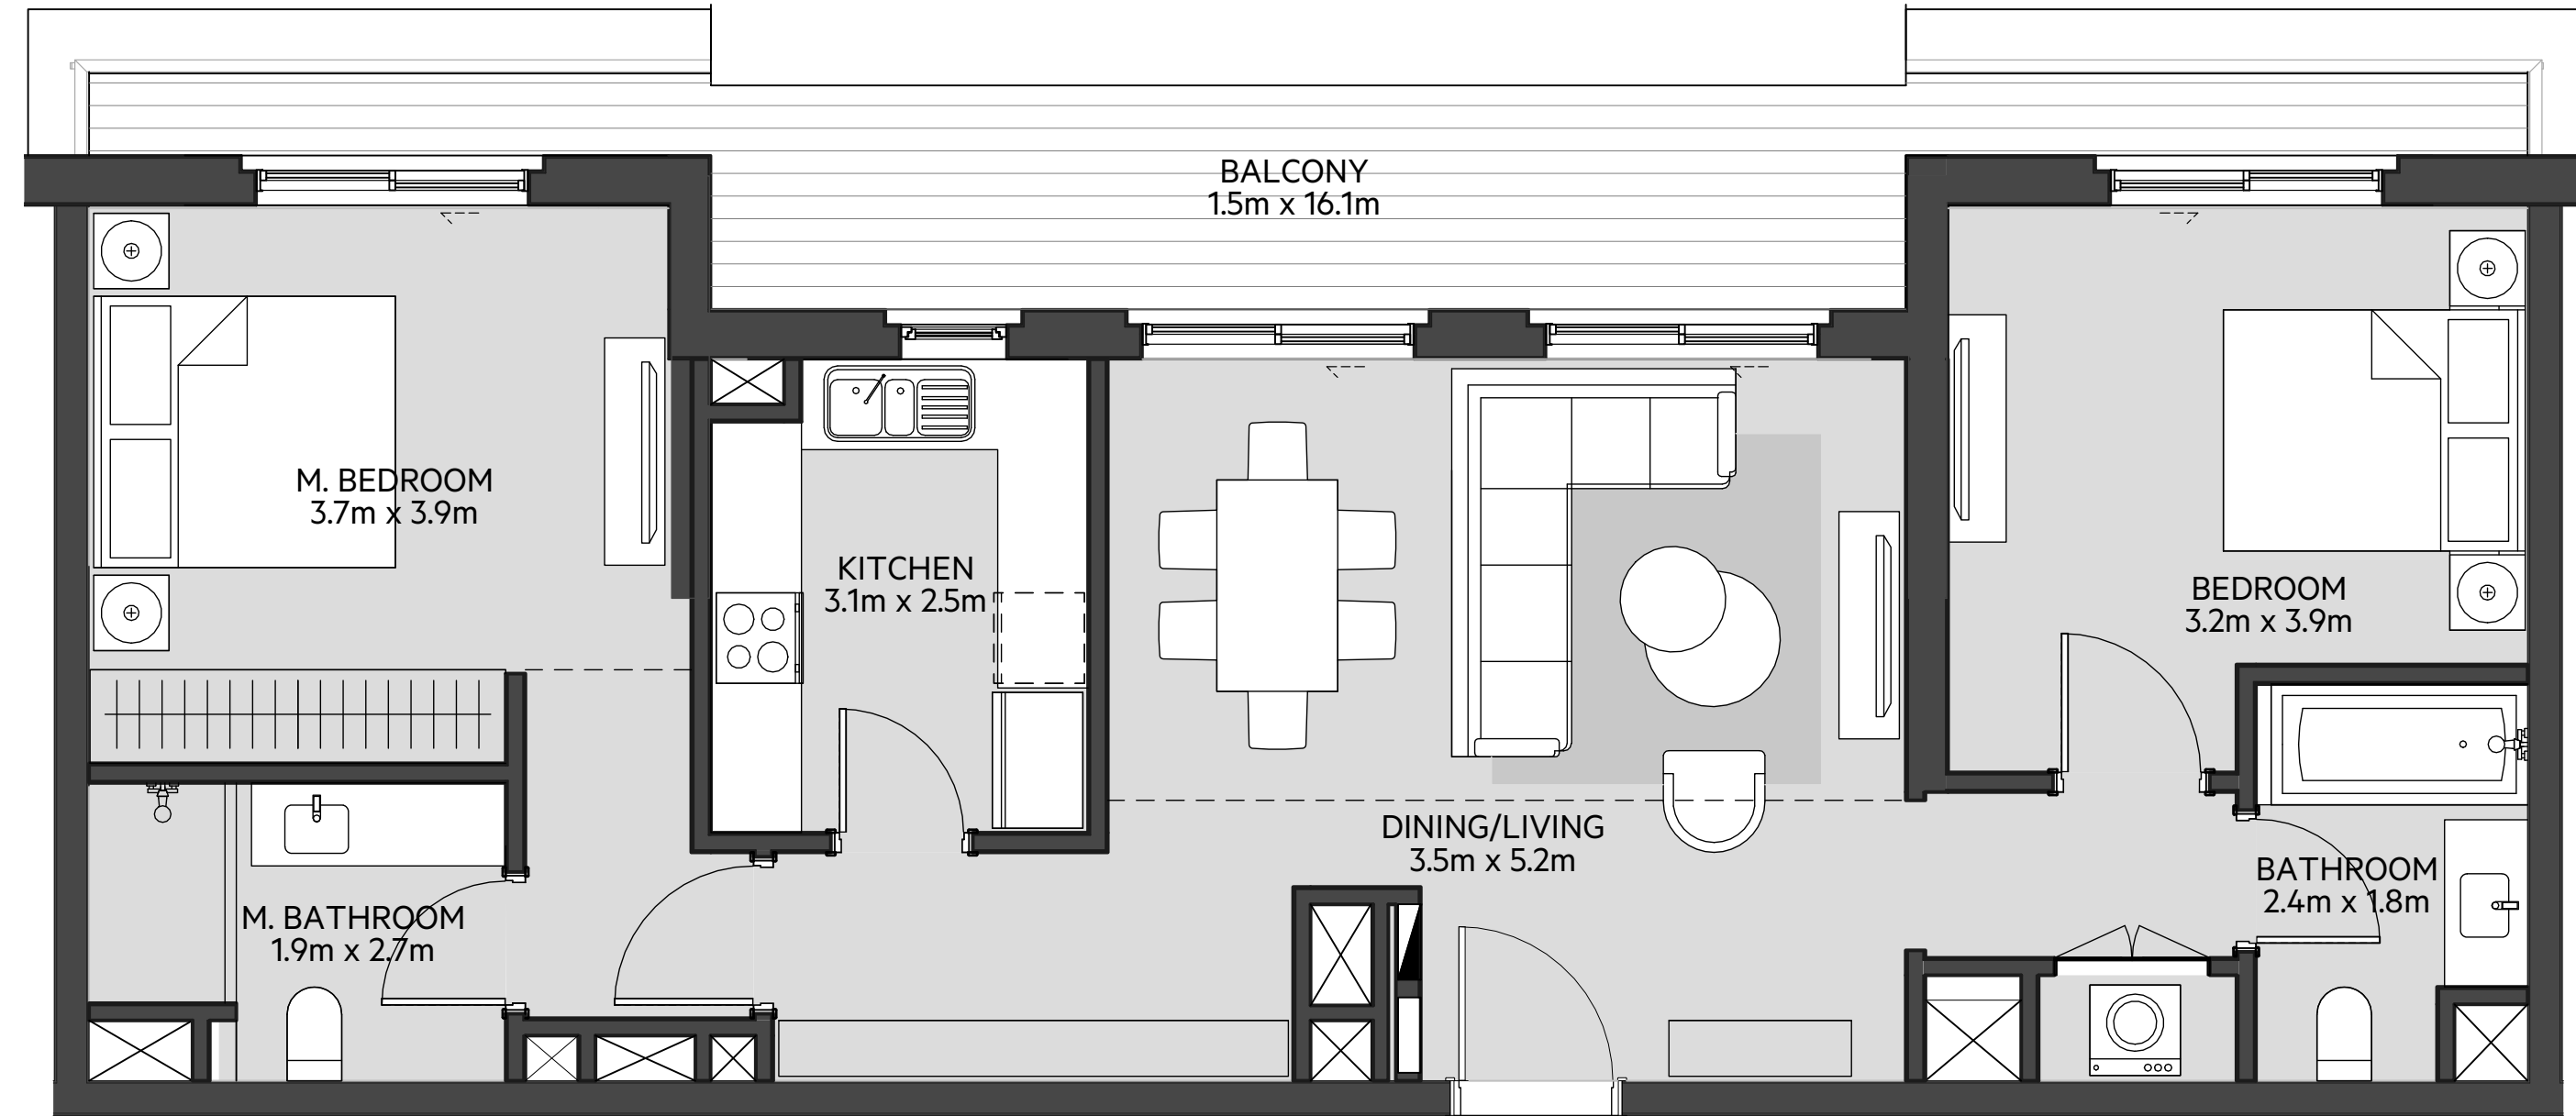 BALCONY
1.5m x 16.1m
M. BEDROOM
3.7m x 3.9m
KITCHEN
3.1m x 2.5m
BEDROOM
3.2m x 3.9m
DINING/LIVING
3.5m x 5.2m
BATHROOM
2.4m x 1.8m
M. BATHROOM
1.9m x 2.7m